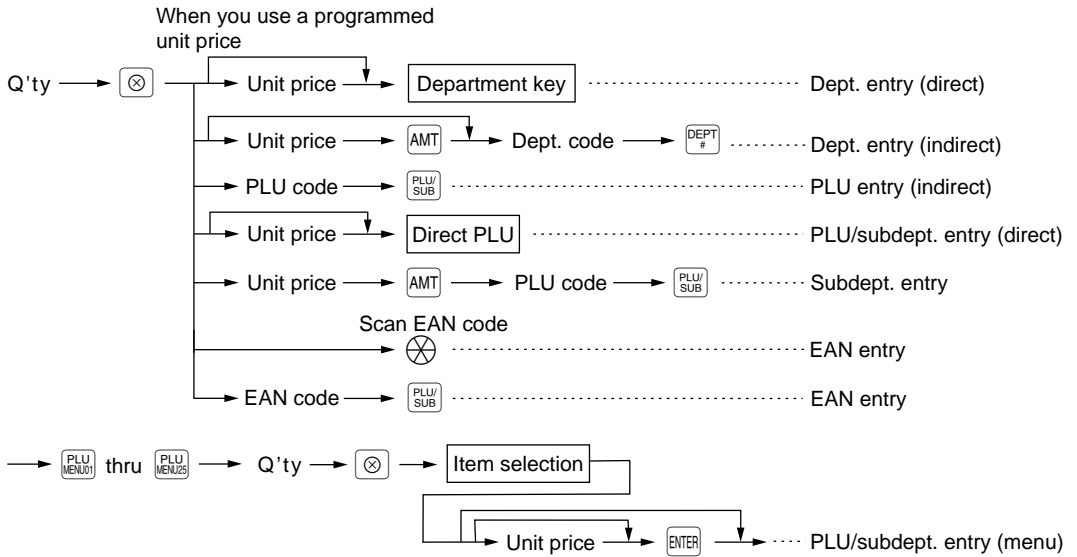 When you use a programmed
unit price
Q'ty ⊗ Unit price Department key Dept. entry (direct)
Unit price AMT Dept. code DEPT # Dept. entry (indirect)
PLU code PLU/SUB PLU entry (indirect)
Unit price Direct PLU PLU/subdept. entry (direct)
Unit price AMT PLU code PLU/SUB Subdept. entry
Scan EAN code
EAN entry
EAN code PLU/SUB EAN entry
PLU MENU01 thru PLU MENU25 Q'ty ⊗ Item selection
Unit price ENTER PLU/subdept. entry (menu)